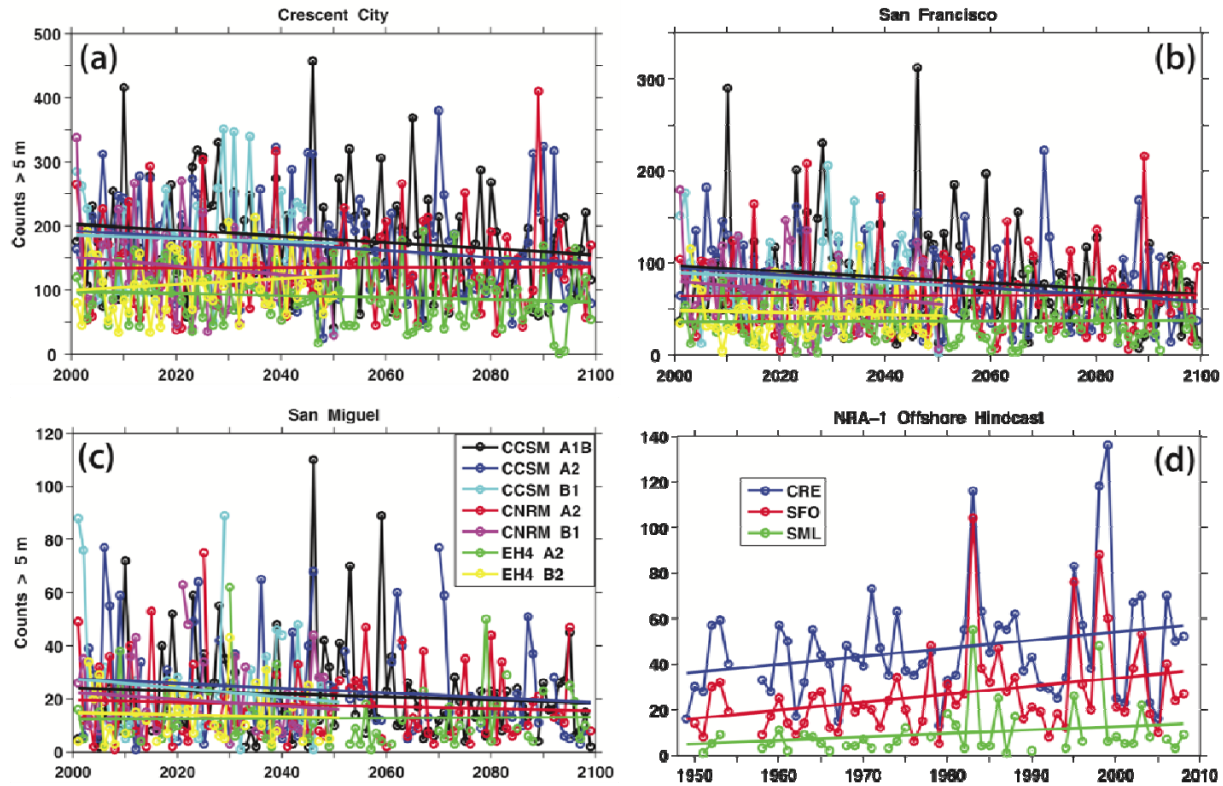 Crescent City
(a)
Counts > 5 m
500
400
300
200
100
0
2000 2020 2040 2060 2080 2100
San Francisco
(b)
300
200
100
0
2000 2020 2040 2060 2080 2100
San Miguel
(c)
Counts > 5 m
120
100
80
60
40
20
0
2000 2020 2040 2060 2080 2100
CCSM A1B
CCSM A2
CCSM B1
CNRM A2
CNRM B1
EH4 A2
EH4 B2
NRA-1 Offshore Hindcast
(d)
140
120
100
80
60
40
20
0
1950 1960 1970 1980 1990 2000 2010
CRE
SFO
SML